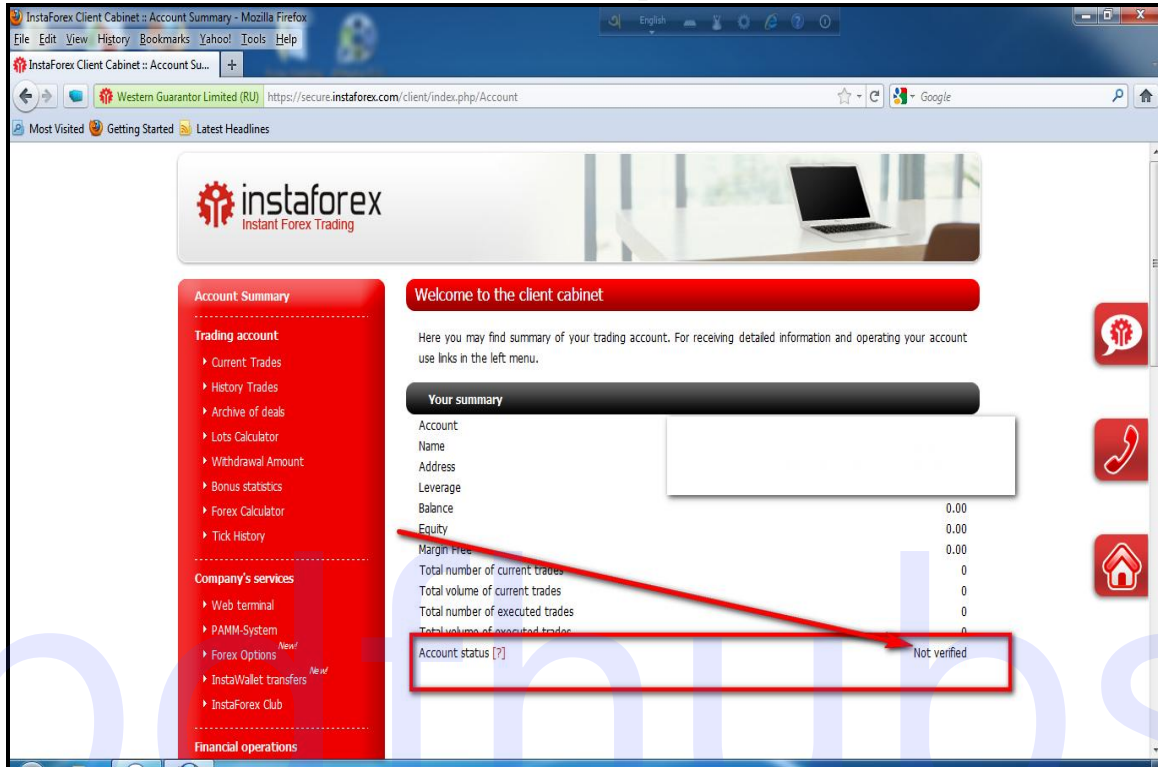 InstaForex Client Cabinet :: Account Summary - Mozilla Firefox
English
File Edit View History Bookmarks Yahoo! Tools Help
InstaForex Client Cabinet :: Account Su... +
Western Guarantor Limited (RU) https://secure.instaforex.com/client/index.php/Account Google
Most Visited Getting Started Latest Headlines
instaforex
Instant Forex Trading
Account Summary
Trading account
Current Trades
History Trades
Archive of deals
Lots Calculator
Withdrawal Amount
Bonus statistics
Forex Calculator
Tick History
Company's services
Web terminal
PAMM-System
Forex Options New!
InstaWallet transfers New!
InstaForex Club
Financial operations
Welcome to the client cabinet
Here you may find summary of your trading account. For receiving detailed information and operating your account
use links in the left menu.
Your summary
Account
Name
Address
Leverage
Balance 0.00
Equity 0.00
Margin Free 0.00
Total number of current trades 0
Total volume of current trades 0
Total number of executed trades 0
Total volume of executed trades 0
Account status [?] Not verified
pdfhubs